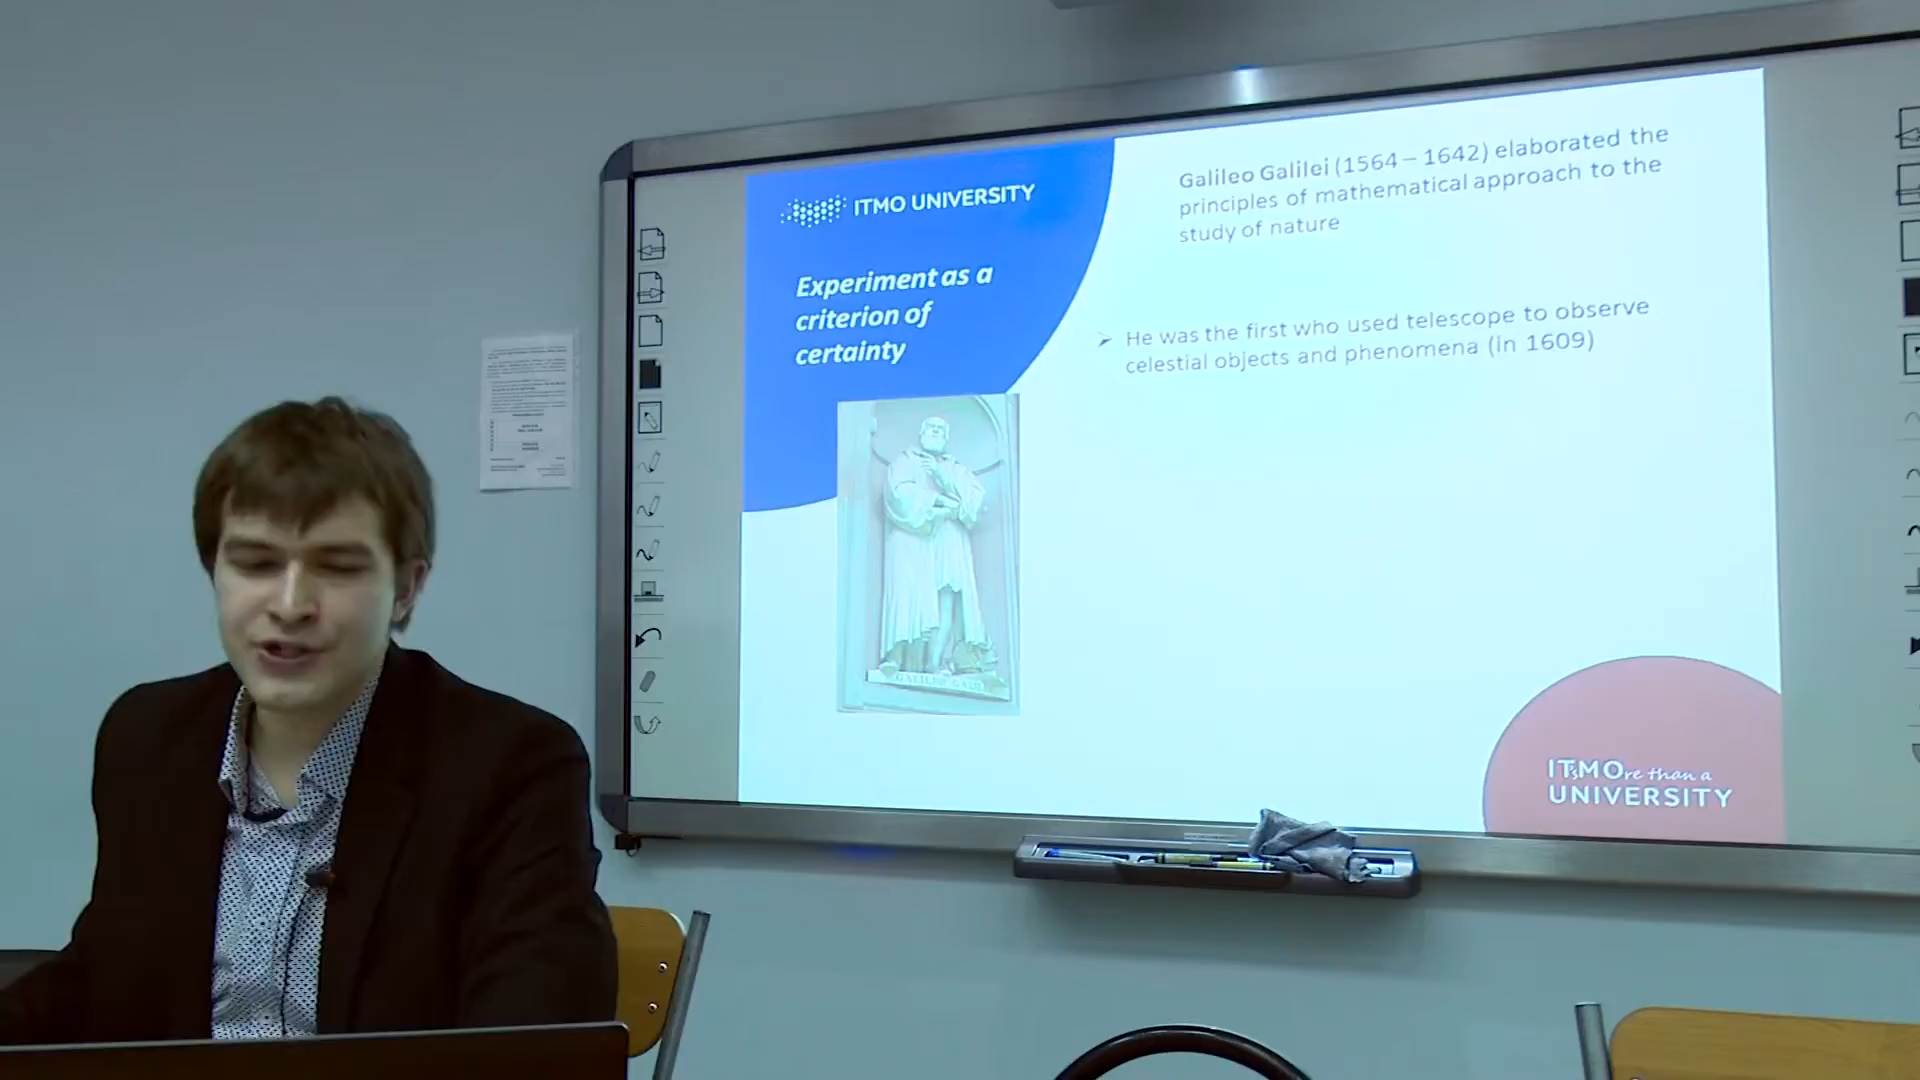 ITMO UNIVERSITY
Experiment as a
criterion of
certainty
Galileo Galilei (1564 – 1642) elaborated the
principles of mathematical approach to the
study of nature
➢ He was the first who used telescope to observe
celestial objects and phenomena (in 1609)
IT'sMOre than a
UNIVERSITY